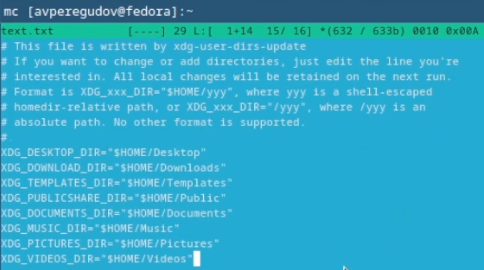 mc [avperegudov@fedora]:~
text.txt [----] 29 L:[ 1+14 15/ 16] *(632 / 633b) 0010 0x00A
# This file is written by xdg-user-dirs-update
# If you want to change or add directories, just edit the line you're
# interested in. All local changes will be retained on the next run.
# Format is XDG_xxx_DIR="$HOME/yyy", where yyy is a shell-escaped
# homedir-relative path, or XDG_xxx_DIR="/yyy", where /yyy is an
# absolute path. No other format is supported.
#
XDG_DESKTOP_DIR="$HOME/Desktop"
XDG_DOWNLOAD_DIR="$HOME/Downloads"
XDG_TEMPLATES_DIR="$HOME/Templates"
XDG_PUBLICSHARE_DIR="$HOME/Public"
XDG_DOCUMENTS_DIR="$HOME/Documents"
XDG_MUSIC_DIR="$HOME/Music"
XDG_PICTURES_DIR="$HOME/Pictures"
XDG_VIDEOS_DIR="$HOME/Videos"